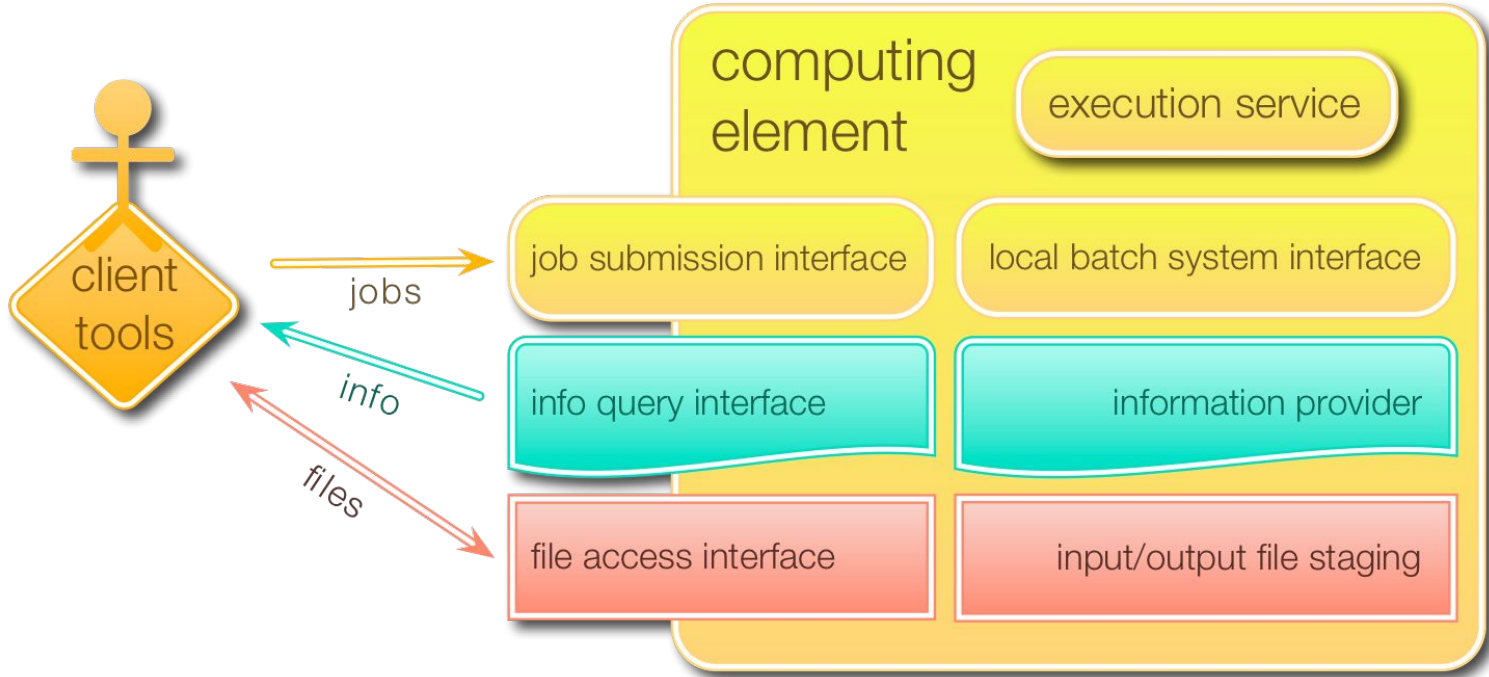 computing
element
execution service
client
tools
jobs
info
files
job submission interface
local batch system interface
info query interface
information provider
file access interface
input/output file staging